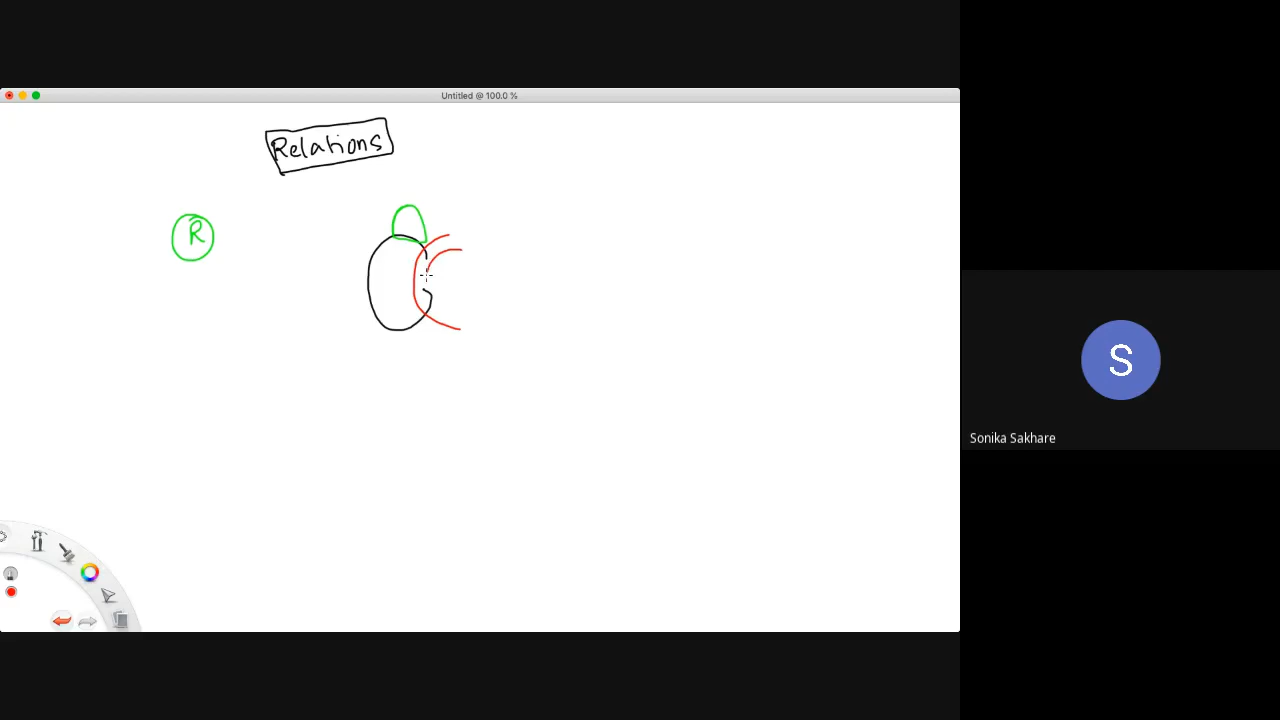 Untitled @ 100.0 %
Relations
R
S
Sonika Sakhare